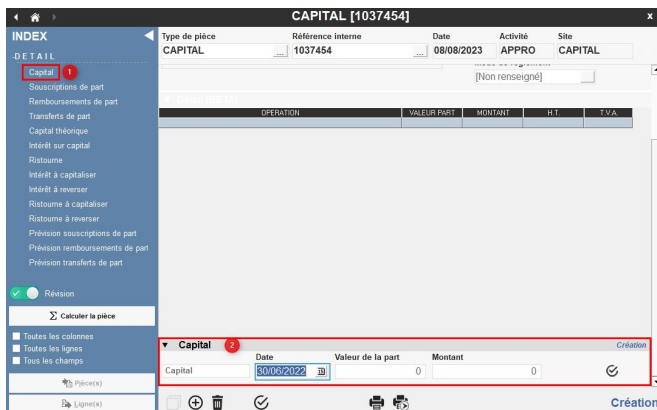 CAPITAL [1037454]
x
INDEX
DETAIL
Capital 1
Souscriptions de part
Remboursements de part
Transferts de part
Capital théorique
Intérêt sur capital
Ristourne
Intérêt à capitaliser
Intérêt à reverser
Ristourne à capitaliser
Ristourne à reverser
Prévision souscriptions de part
Prévision remboursements de part
Prévision transferts de part
Révision
Σ Calculer la pièce
Toutes les colonnes
Toutes les lignes
Tous les champs
Pièce(s)
Ligne(s)
Type de pièce Référence interne Date Activité Site
CAPITAL ... 1037454 ... 08/08/2023 APPRO CAPITAL
[Non renseigné]
OPERATION VALEUR PART MONTANT H.T. T.V.A.
Capital 2 Création
Date Valeur de la part Montant
Capital 30/06/2022 0 0
Création